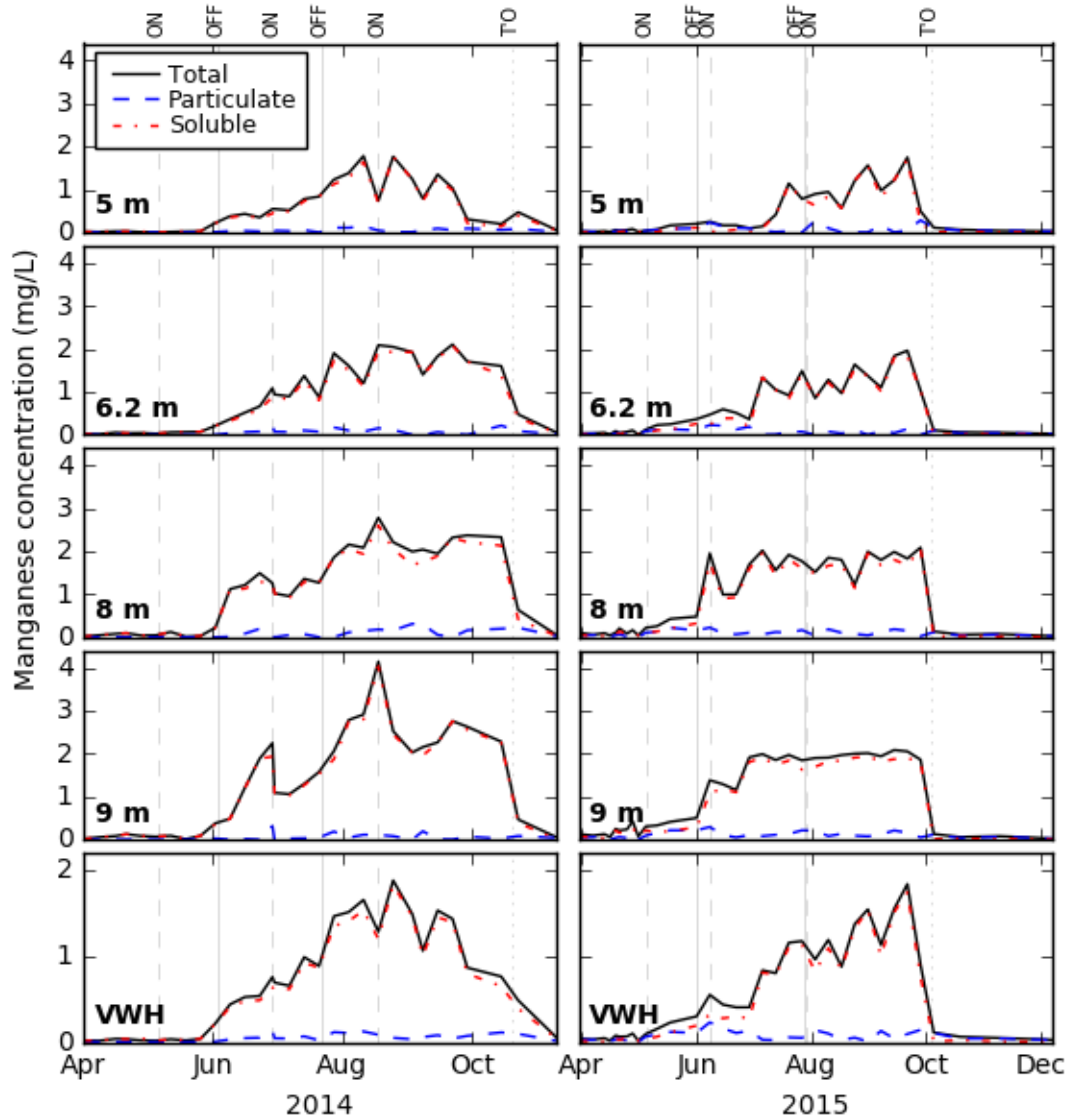 ON OFF ON OFF ON T.O ON OFF ON OFF ON T.O
Total
Particulate
Soluble
4
3
2
1
0
5 m
5 m
4
3
2
1
0
6.2 m
6.2 m
Manganese concentration (mg/L)
4
3
2
1
0
8 m
8 m
4
3
2
1
0
9 m
9 m
2
1
0
VWH
VWH
Apr Jun Aug Oct Apr Jun Aug Oct Dec
2014 2015